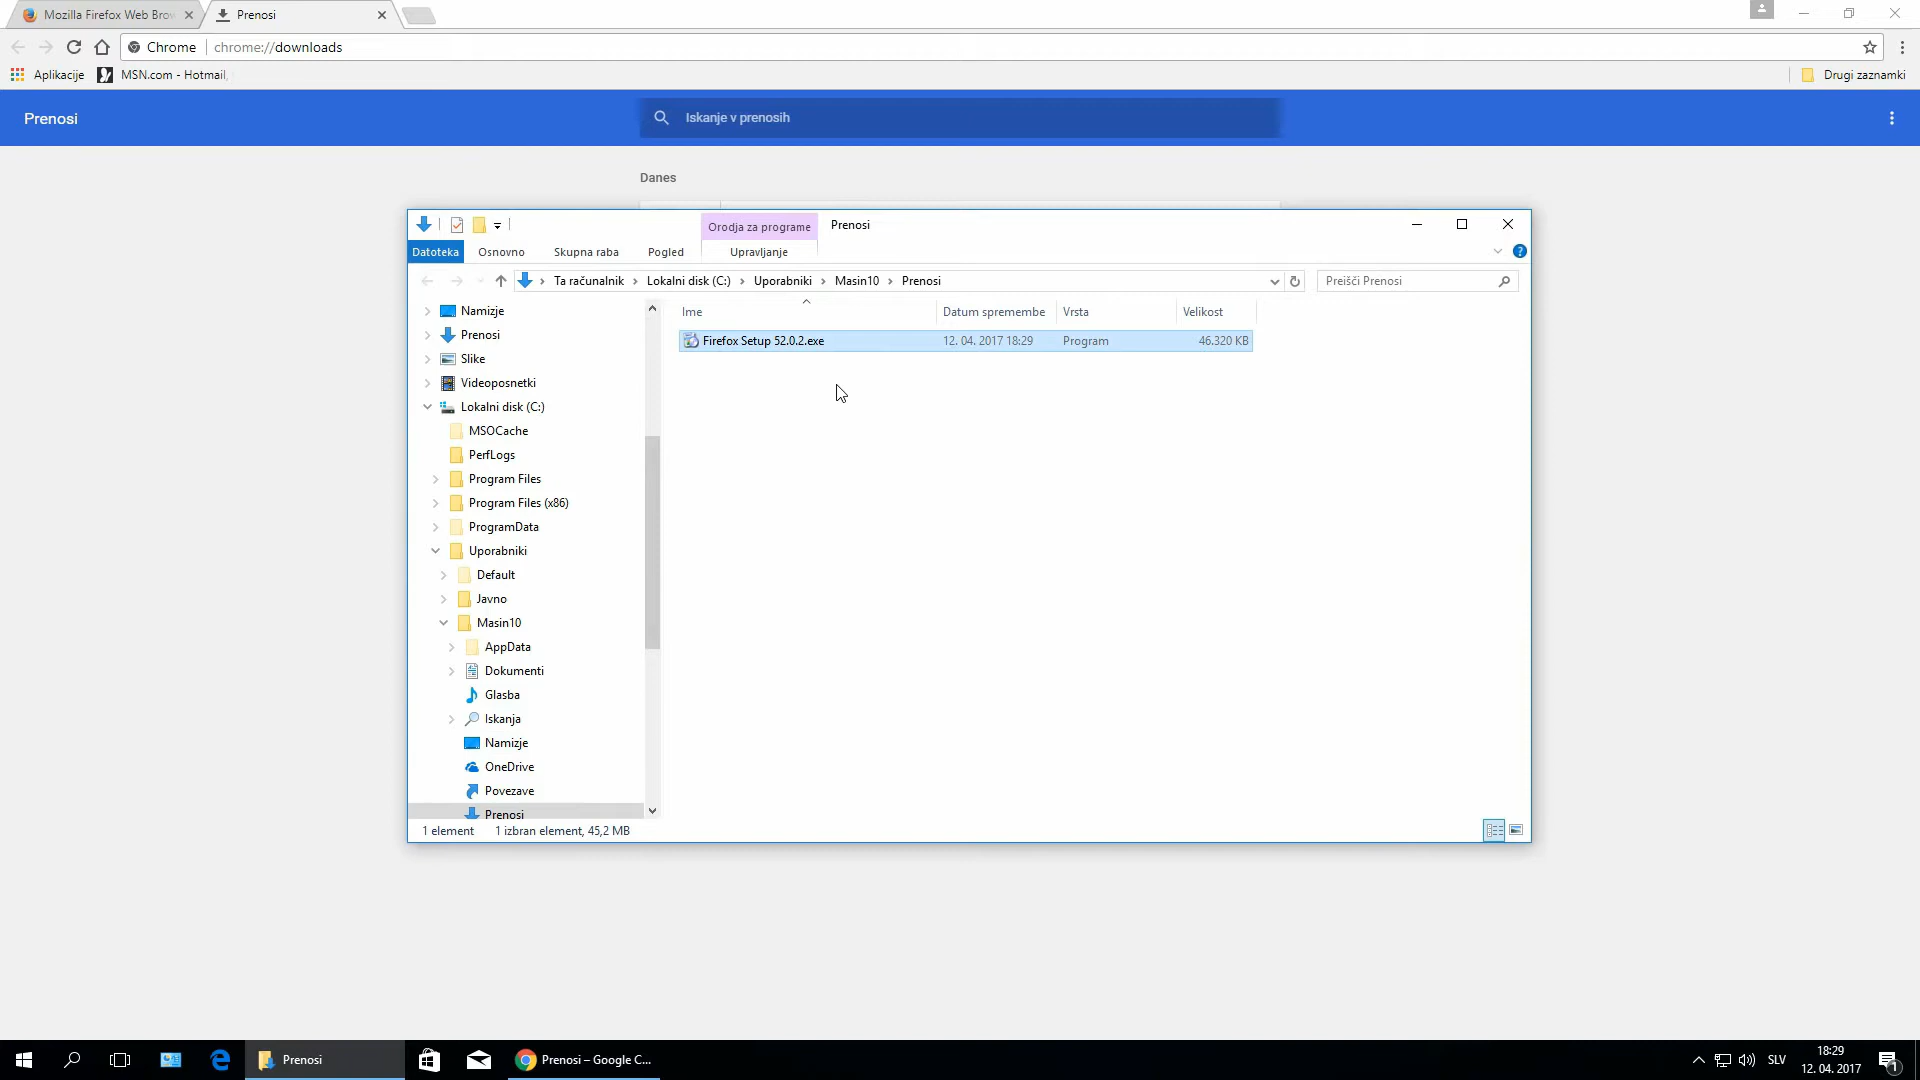 Mozilla Firefox Web Brow
Prenosi
Chrome chrome://downloads
Aplikacije MSN.com - Hotmail, Drugi zaznamki
Prenosi Iskanje v prenosih
Danes
Orodja za programe Prenosi
Datoteka Osnovno Skupna raba Pogled Upravljanje
Ta računalnik Lokalni disk (C:) Uporabniki Masin10 Prenosi Preišči Prenosi
Ime Datum spremembe Vrsta Velikost
Firefox Setup 52.0.2.exe 12. 04. 2017 18:29 Program 46.320 KB
Namizje
Prenosi
Slike
Videoposnetki
Lokalni disk (C:)
MSOCache
PerfLogs
Program Files
Program Files (x86)
ProgramData
Uporabniki
Default
Javno
Masin10
AppData
Dokumenti
Glasba
Iskanja
Namizje
OneDrive
Povezave
Prenosi
1 element 1 izbran element, 45,2 MB
Prenosi Prenosi – Google C... SLV 18:29
12. 04. 2017 1